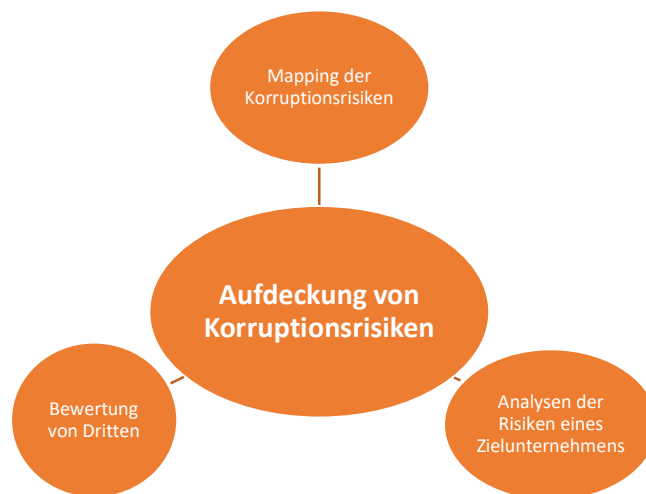 Mapping der
Korruptionsrisiken
Aufdeckung von
Korruptionsrisiken
Bewertung
von Dritten
Analysen der
Risiken eines
Zielunternehmens